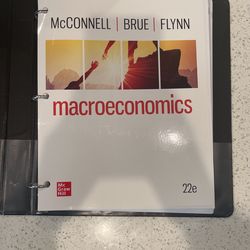 McCONNELL | BRUE | FLYNN
macroeconomics
Mc
Graw
Hill
22e